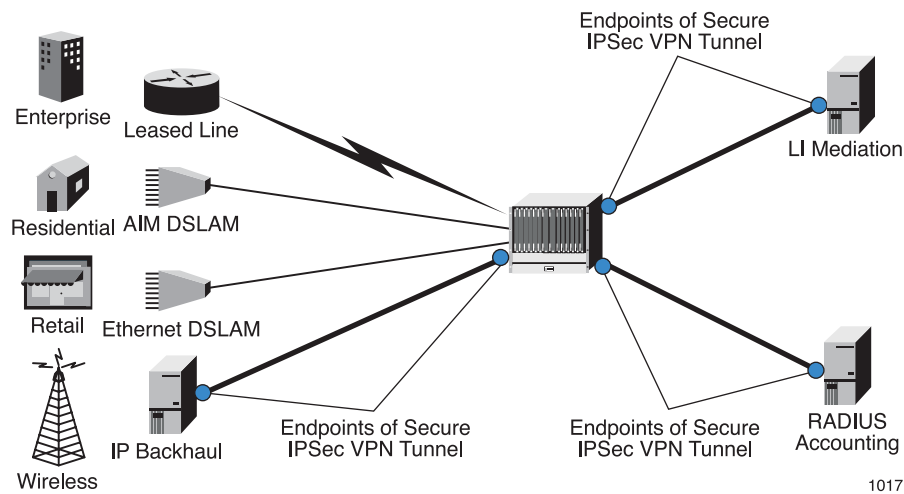 Endpoints of Secure
IPSec VPN Tunnel
Enterprise
Leased Line
LI Mediation
Residential
AIM DSLAM
Retail
Ethernet DSLAM
IP Backhaul
Endpoints of Secure
IPSec VPN Tunnel
Endpoints of Secure
IPSec VPN Tunnel
RADIUS
Accounting
Wireless
1017